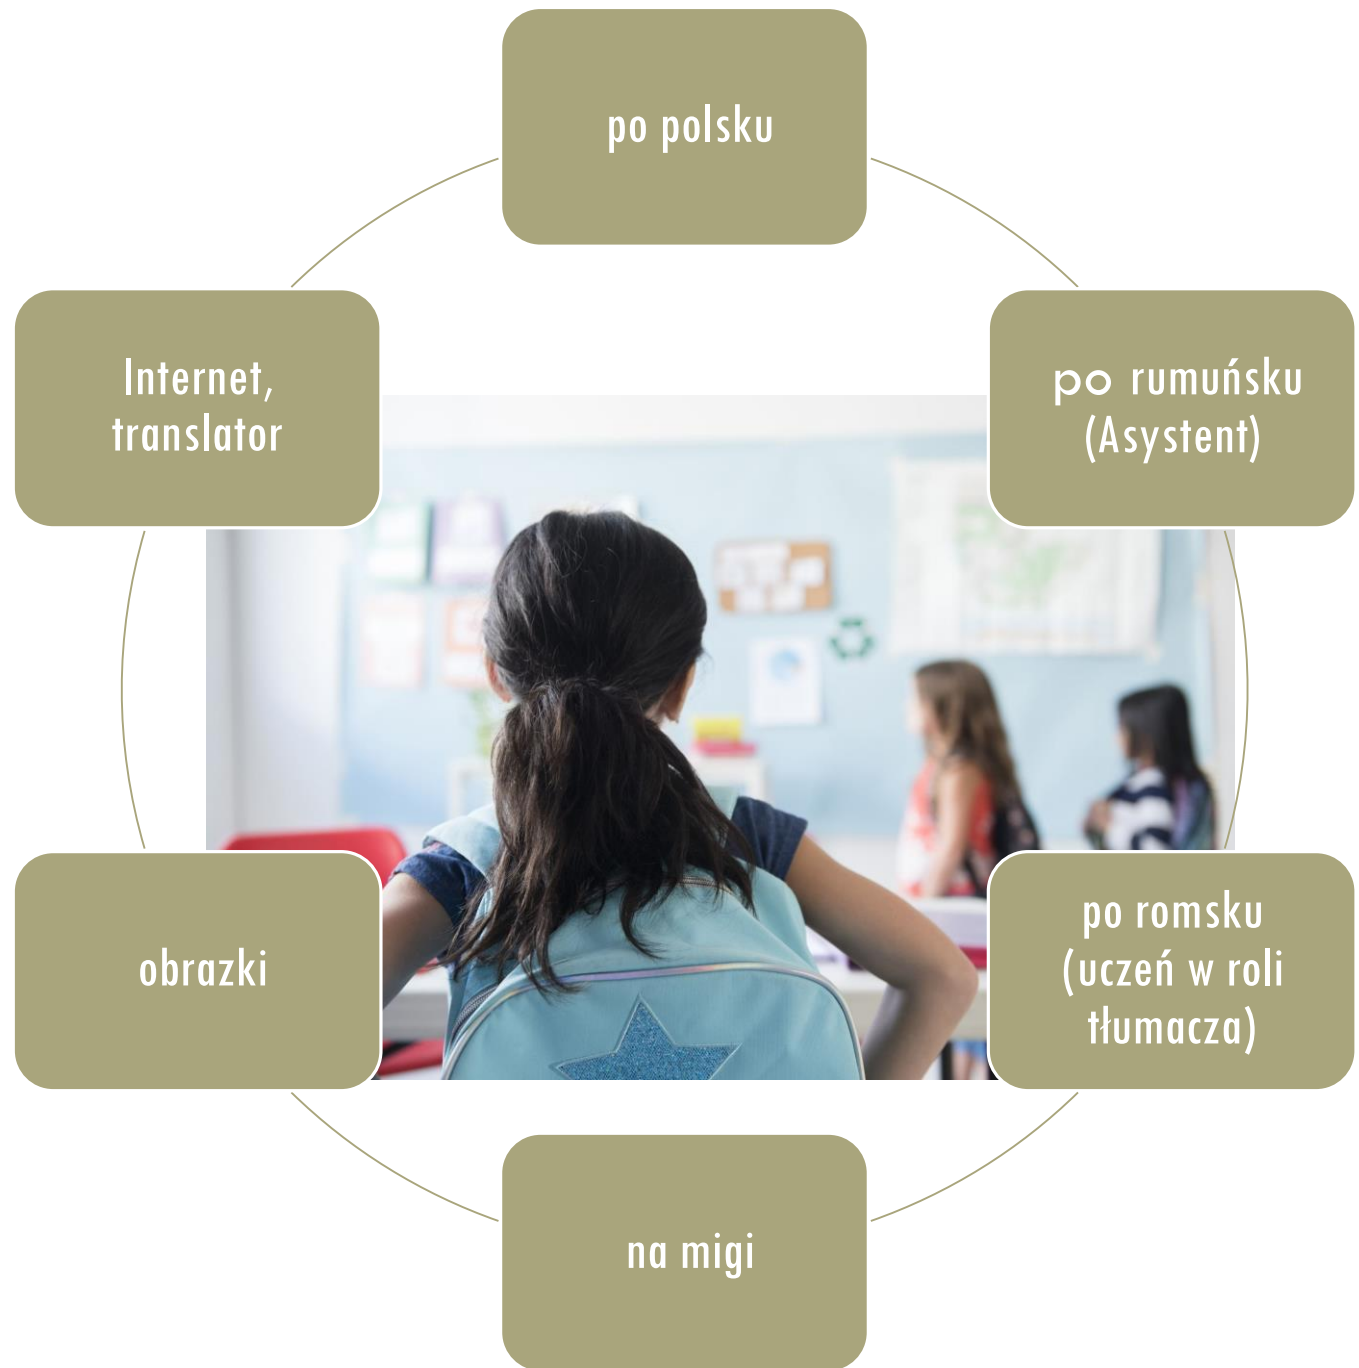 po polsku
po rumuńsku
(Asystent)
po romsku
(uczeń w roli
tłumacza)
na migi
obrazki
Internet,
translator